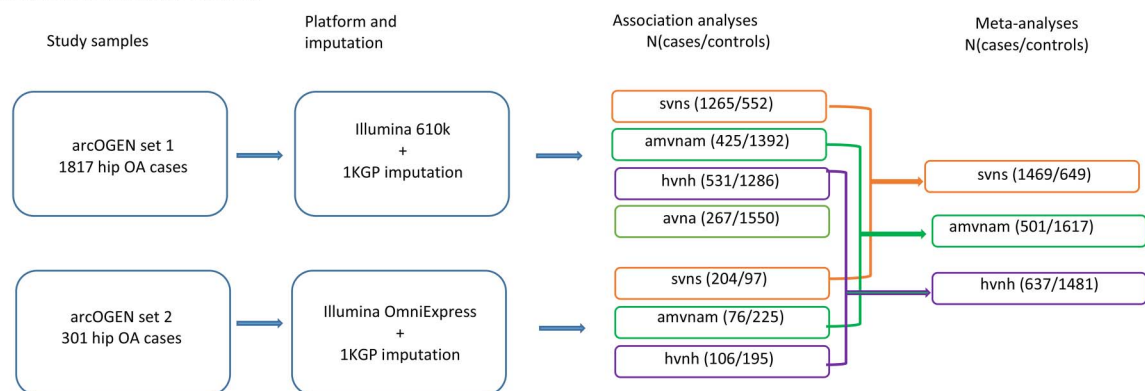 Study samples
Platform and
imputation
Association analyses
N(cases/controls)
Meta-analyses
N(cases/controls)
arcOGEN set 1
1817 hip OA cases
Illumina 610k
+
1KGP imputation
svns (1265/552)
amvnam (425/1392)
hvnh (531/1286)
avna (267/1550)
arcOGEN set 2
301 hip OA cases
Illumina OmniExpress
+
1KGP imputation
svns (204/97)
amvnam (76/225)
hvnh (106/195)
svns (1469/649)
amvnam (501/1617)
hvnh (637/1481)